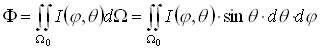 Φ = ∬_{Ω₀} I(φ,θ)dΩ = ∬_{Ω₀} I(φ,θ)·sin θ·dθ·dφ